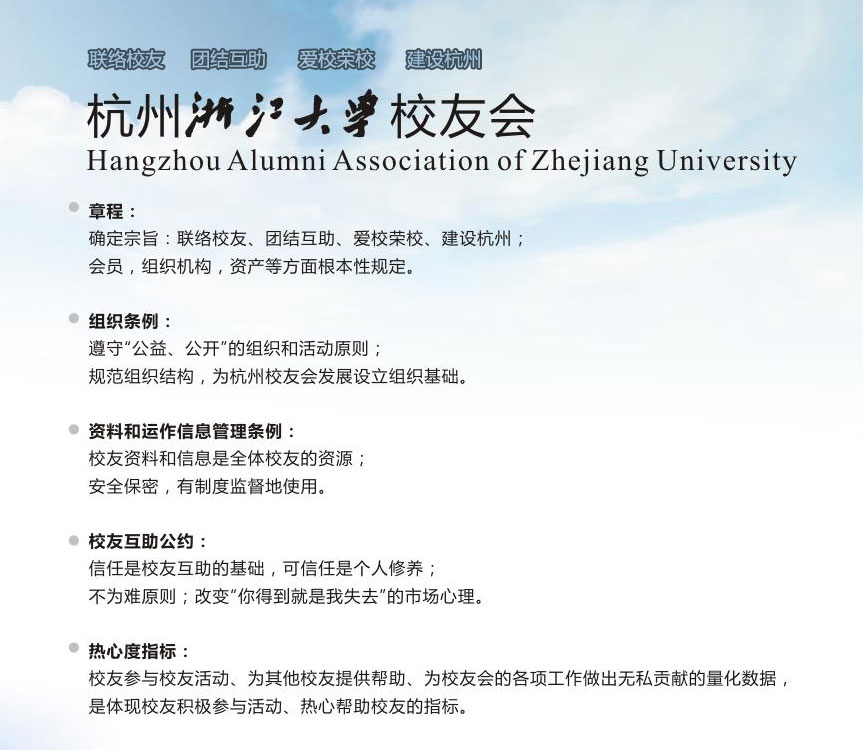 联络校友 团结互助 爱校荣校 建设杭州
杭州浙江大学校友会
Hangzhou Alumni Association of Zhejiang University
章程：
确定宗旨：联络校友、团结互助、爱校荣校、建设杭州；
会员，组织机构，资产等方面根本性规定。
组织条例：
遵守“公益、公开”的组织和活动原则；
规范组织结构，为杭州校友会发展设立组织基础。
资料和运作信息管理条例：
校友资料和信息是全体校友的资源；
安全保密，有制度监督地使用。
校友互助公约：
信任是校友互助的基础，可信任是个人修养；
不为难原则；改变“你得到就是我失去”的市场心理。
热心度指标：
校友参与校友活动、为其他校友提供帮助、为校友会的各项工作做出无私贡献的量化数据，
是体现校友积极参与活动、热心帮助校友的指标。